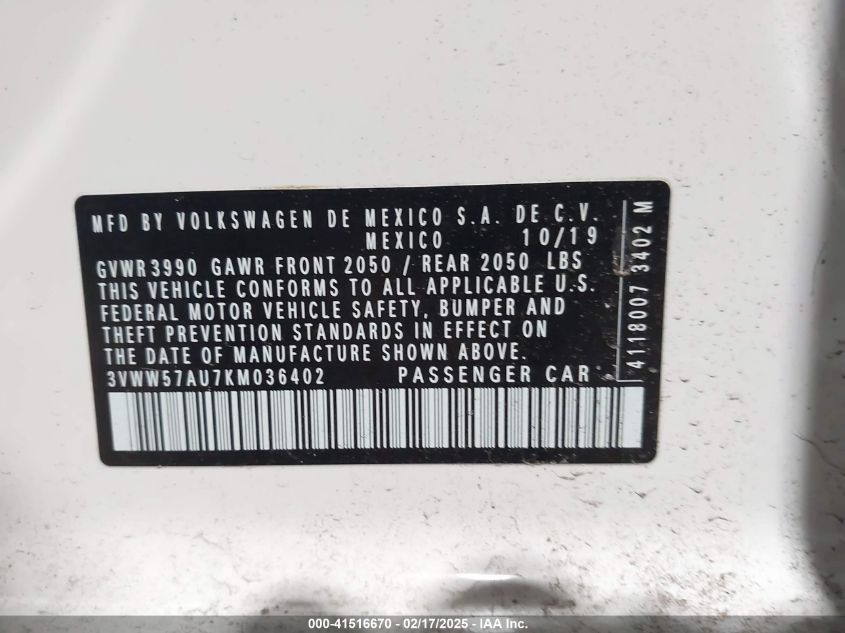 MFD BY VOLKSWAGEN DE MEXICO S.A. DE C.V.
MEXICO 10/19
GVWR 3990 GAWR FRONT 2050 / REAR 2050 LBS
THIS VEHICLE CONFORMS TO ALL APPLICABLE U.S.
FEDERAL MOTOR VEHICLE SAFETY, BUMPER AND
THEFT PREVENTION STANDARDS IN EFFECT ON
THE DATE OF MANUFACTURE SHOWN ABOVE.
3VWW57AU7KM036402 PASSENGER CAR
4118007 3402 M
000-41516670 - 02/17/2025 - IAA Inc.